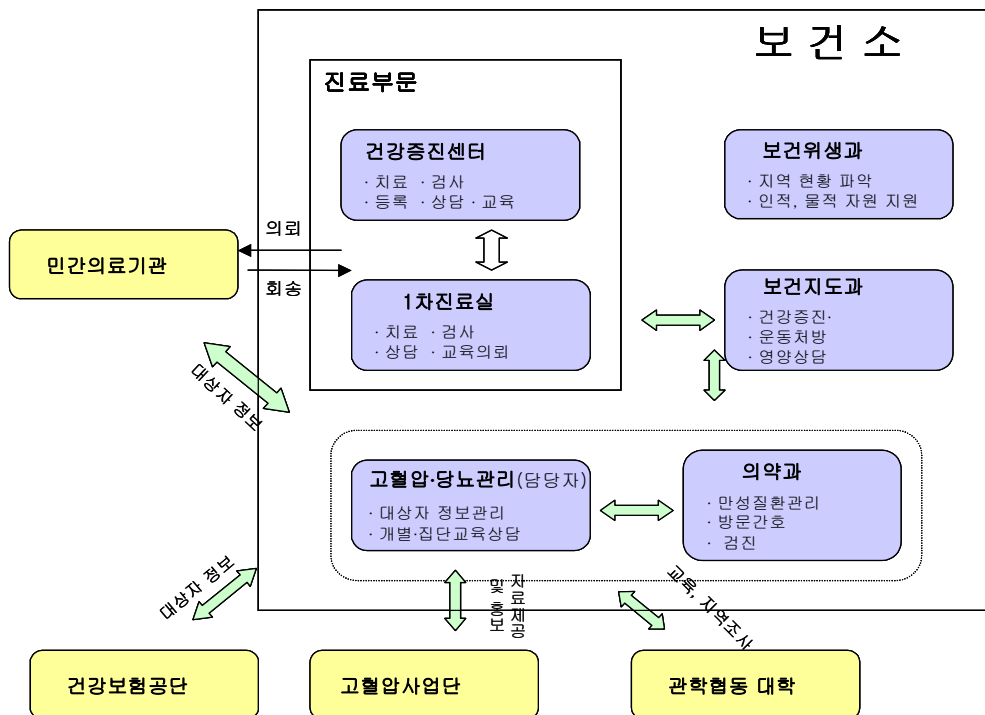 보 건 소
진료부문
건강증진센터
· 치료 · 검사
· 등록 · 상담 · 교육
보건위생과
· 지역 현황 파악
· 인적, 물적 자원 지원
의뢰
민간의료기관
회송
1차진료실
· 치료 · 검사
· 상담 · 교육의뢰
보건지도과
· 건강증진·
· 운동처방
· 영양상담
대상자 정보
고혈압·당뇨관리(담당자)
· 대상자 정보관리
· 개별·집단교육상담
의약과
· 만성질환관리
· 방문간호
· 검진
대상자 정보
자료제공
및 홍보
교육, 지역조사
건강보험공단
고혈압사업단
관학협동 대학